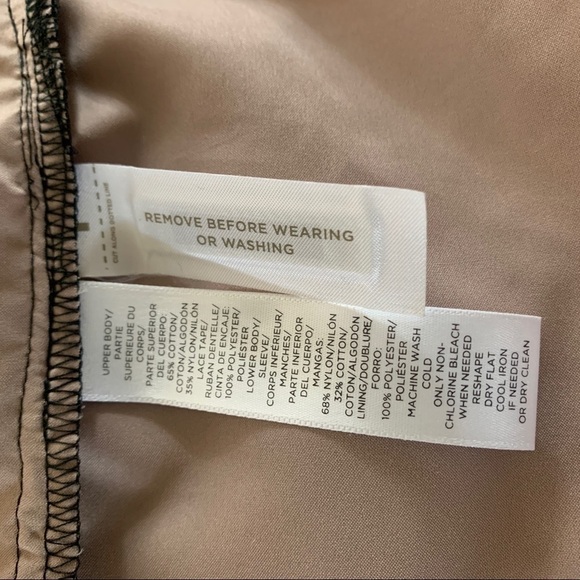 CUT ALONG DOTTED LINE
REMOVE BEFORE WEARING
OR WASHING
UPPER BODY/
PARTIE
SUPERIEURE DU
CORPS/
PARTE SUPERIOR
DEL CUERPO:
65% COTTON/
COTON/ALGODÓN
35% NYLON/NILÓN
LACE TAPE/
RUBAN DENTELLE/
CINTA DE ENCAJE:
100% POLYESTER/
POLIÉSTER
LOWER BODY/
SLEEVE/
CORPS INFERIEUR/
MANCHES/
PARTE INFERIOR
DEL CUERPO/
MANGAS:
68% NYLON/NILÓN
32% COTTON/
COTON/ALGODÓN
LINING/DOUBLURE/
FORRO:
100% POLYESTER/
POLIÉSTER
MACHINE WASH
COLD
ONLY NON-
CHLORINE BLEACH
WHEN NEEDED
RESHAPE
DRY FLAT
COOL IRON
IF NEEDED
OR DRY CLEAN